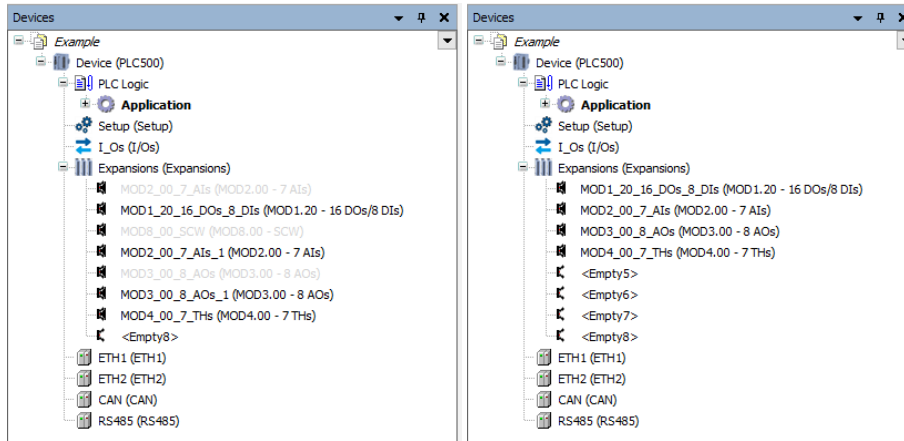 Devices
Example
Device (PLC500)
PLC Logic
Application
Setup (Setup)
I_Os (I/Os)
Expansions (Expansions)
MOD2_00_7_AIs (MOD2.00 - 7 AIs)
MOD1_20_16_DOs_8_DIs (MOD1.20 - 16 DOs/8 DIs)
MOD8_00_SCW (MOD8.00 - SCW)
MOD2_00_7_AIs_1 (MOD2.00 - 7 AIs)
MOD3_00_8_AOs (MOD3.00 - 8 AOs)
MOD3_00_8_AOs_1 (MOD3.00 - 8 AOs)
MOD4_00_7_THs (MOD4.00 - 7 THs)
<Empty8>
ETH1 (ETH1)
ETH2 (ETH2)
CAN (CAN)
RS485 (RS485)
Devices
Example
Device (PLC500)
PLC Logic
Application
Setup (Setup)
I_Os (I/Os)
Expansions (Expansions)
MOD1_20_16_DOs_8_DIs (MOD1.20 - 16 DOs/8 DIs)
MOD2_00_7_AIs (MOD2.00 - 7 AIs)
MOD3_00_8_AOs (MOD3.00 - 8 AOs)
MOD4_00_7_THs (MOD4.00 - 7 THs)
<Empty5>
<Empty6>
<Empty7>
<Empty8>
ETH1 (ETH1)
ETH2 (ETH2)
CAN (CAN)
RS485 (RS485)